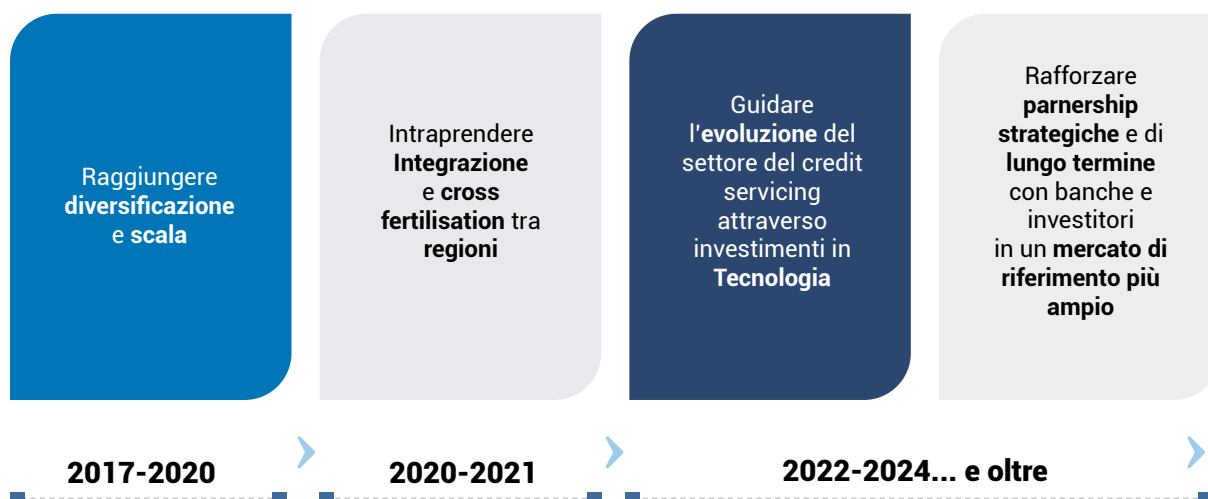 Raggiungere
diversificazione
e scala
Intraprendere
Integrazione
e cross
fertilisation tra
regioni
Guidare
l'evoluzione del
settore del credit
servicing
attraverso
investimenti in
Tecnologia
Rafforzare
parnership
strategiche e di
lungo termine
con banche e
investitori
in un mercato di
riferimento più
ampio
2017-2020
2020-2021
2022-2024... e oltre